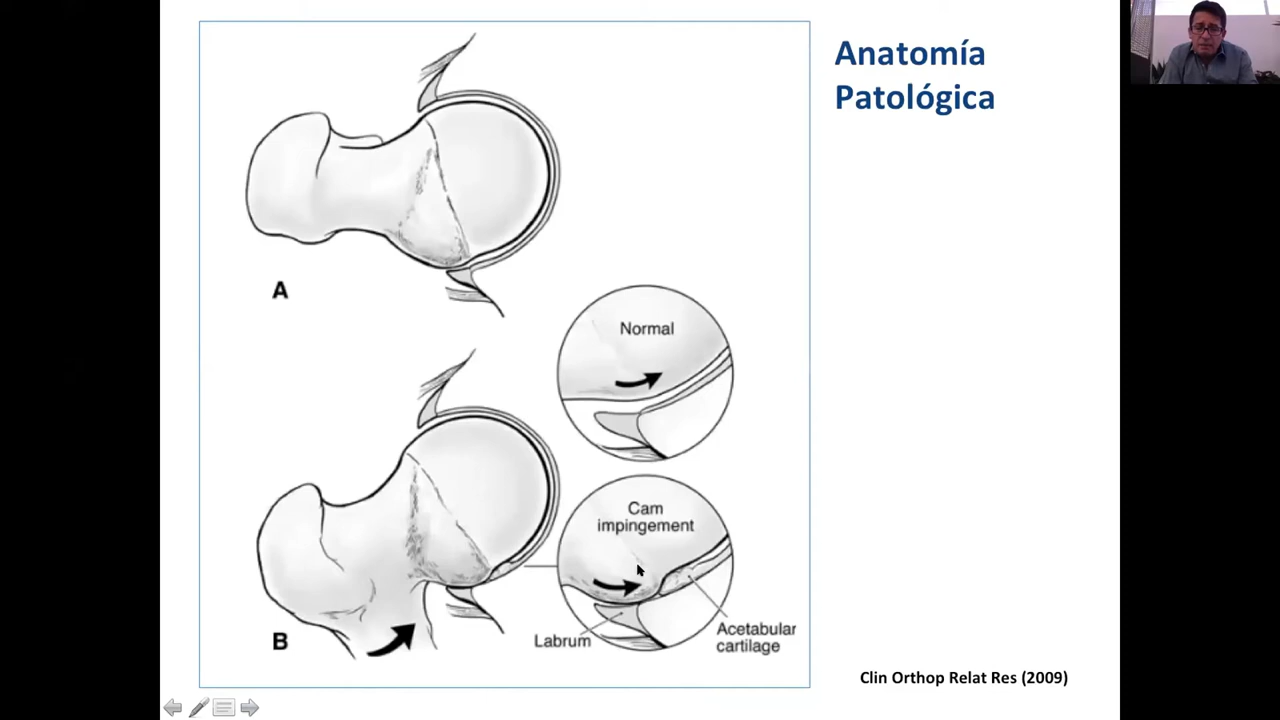 Anatomía
Patológica
A
Normal
Cam
impingement
B
Labrum
Acetabular
cartilage
Clin Orthop Relat Res (2009)